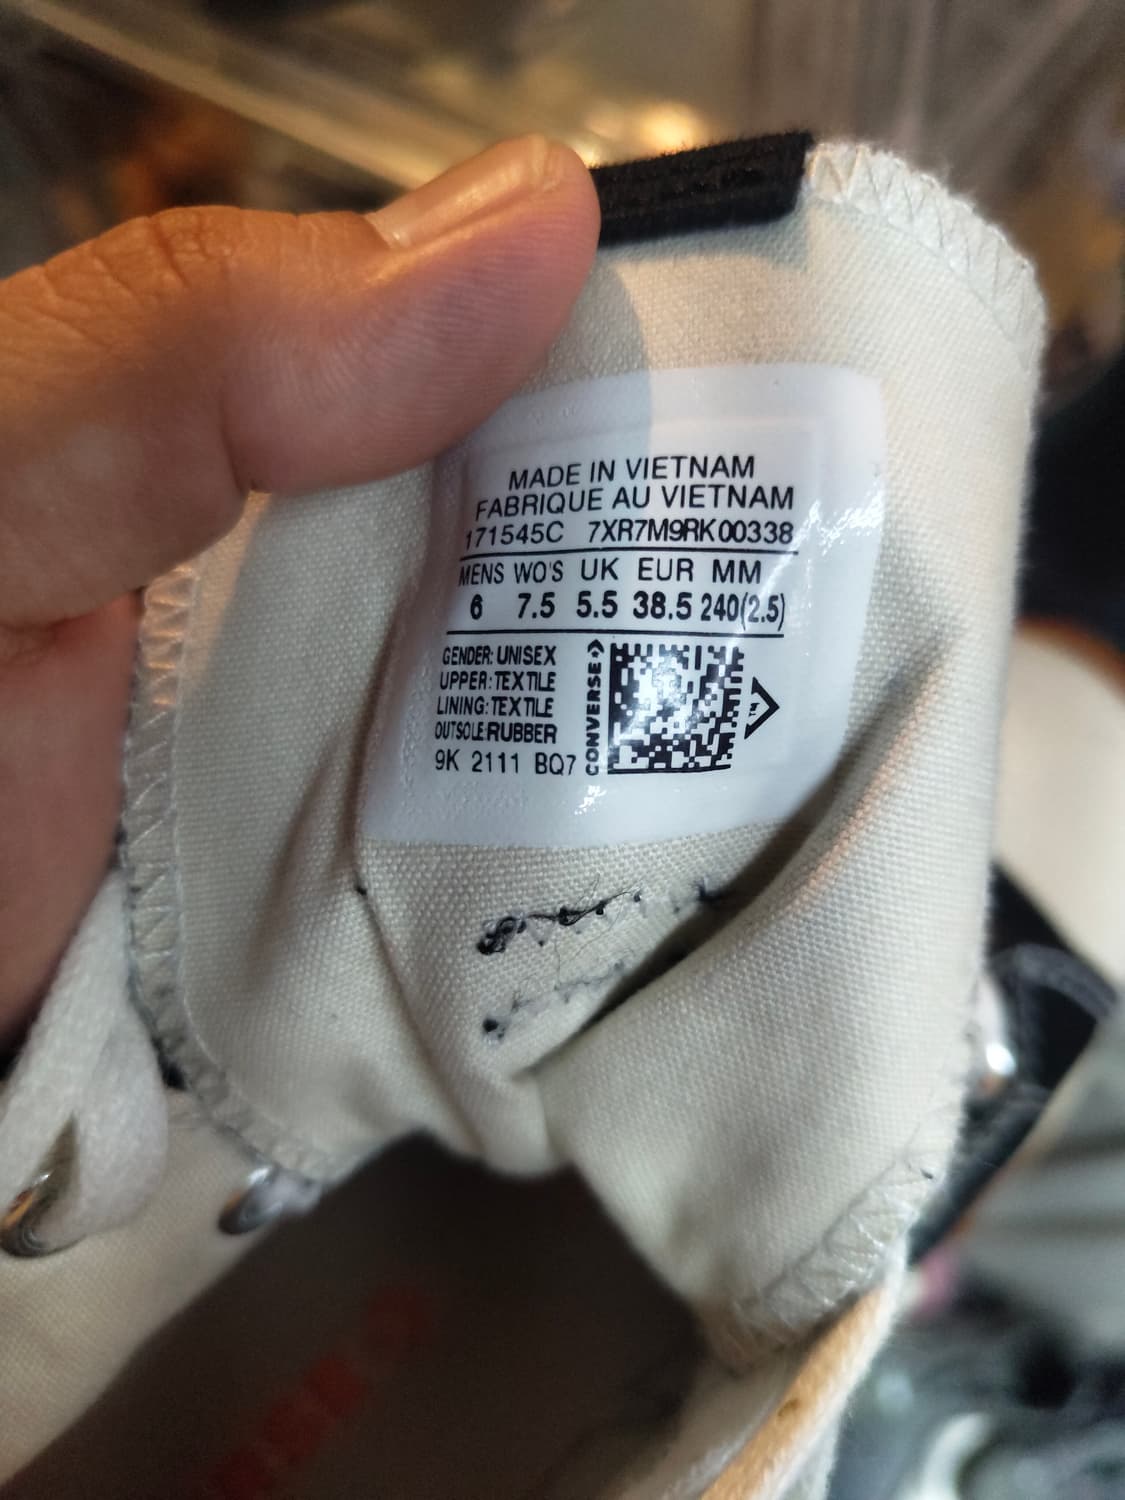 MADE IN VIETNAM
FABRIQUE AU VIETNAM
171545C 7XR7M9RK00338
MENS WO'S UK EUR MM
6 7.5 5.5 38.5 240(2.5)
GENDER: UNISEX
UPPER: TEXTILE
LINING: TEXTILE
OUTSOLE: RUBBER
9K 2111 BQ7
CONVERSE
TM